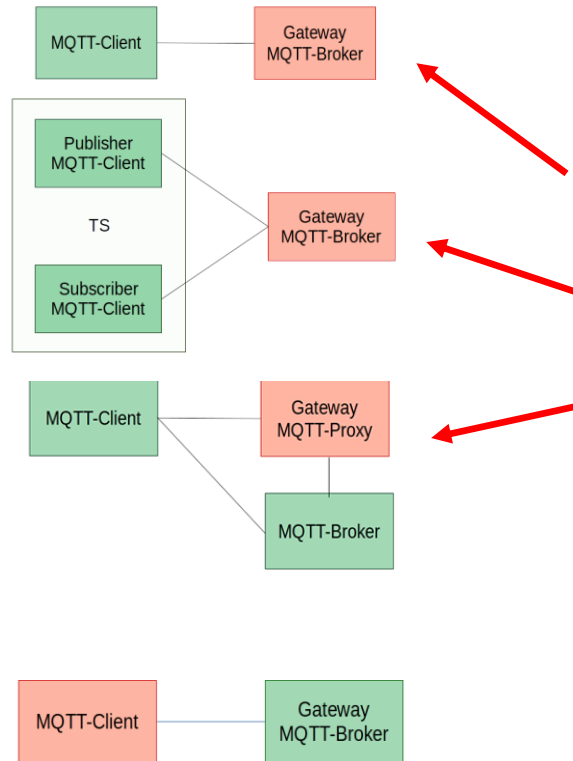 MQTT-Client
Gateway
MQTT-Broker
Publisher
MQTT-Client
TS
Gateway
MQTT-Broker
Subscriber
MQTT-Client
MQTT-Client
Gateway
MQTT-Proxy
MQTT-Broker
MQTT-Client
Gateway
MQTT-Broker